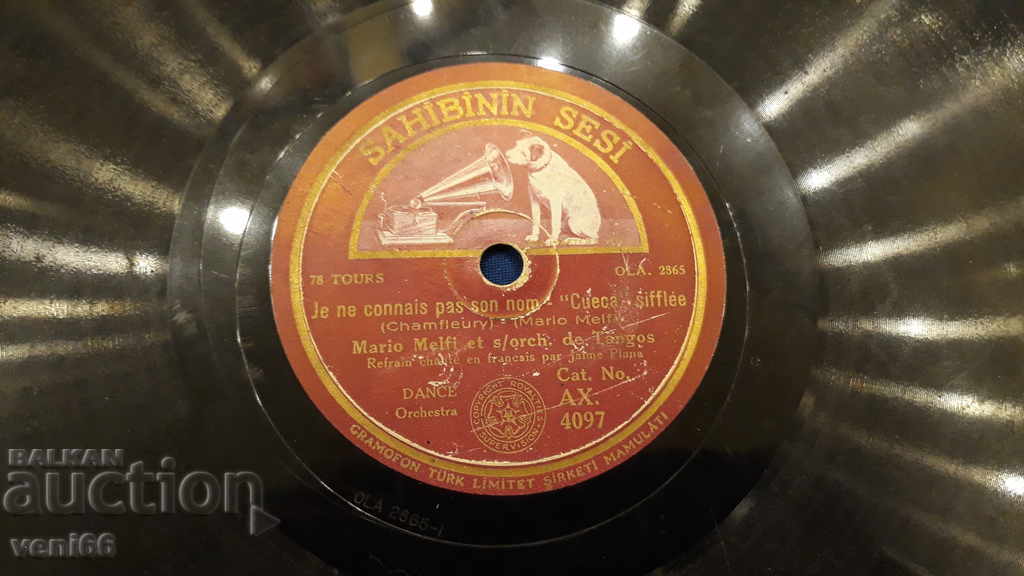 SAHİBİNİN SESİ
78 TOURS
OLA. 2865
Je ne connais pas son nom - "Cueca" sifflée
(Chamfleury) - (Mario Melfi)
Mario Melfi et s/orch. de Tangos
Refrain chanté en francais par Jaime Plana
DANCE
Orchestra
Cat. No.
AX.
4097
GRAMOFON TÜRK LİMİTET ŞİRKETİ MAMULATI
OLA 2865-1
BALKAN
auction
veni66